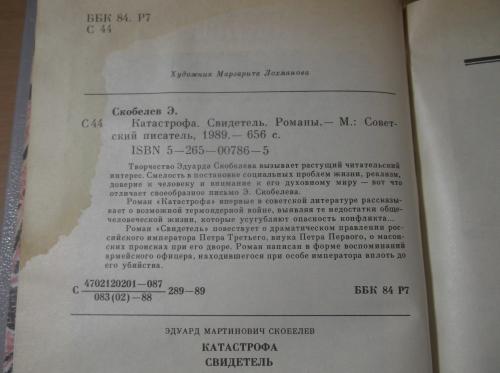 ББК 84. Р7
С 44
Художник Маргарита Лохманова
Скобелев Э.
С 44 Катастрофа. Свидетель. Романы.— М.: Совет-
ский писатель, 1989.— 656 с.
ISBN 5—265—00786—5
Творчество Эдуарда Скобелева вызывает растущий читательский
интерес. Смелость в постановке социальных проблем жизни, реализм,
доверие к человеку и внимание к его духовному миру — вот что
отличает своеобразное письмо Э. Скобелева.
Роман «Катастрофа» впервые в советской литературе рассказы-
вает о возможной термоядерной войне, выявляя те недостатки обще-
человеческой жизни, которые усугубляют опасность конфликта...
Роман «Свидетель» повествует о драматическом правлении рос-
сийского императора Петра Третьего, внука Петра Первого, о масон-
ских происках при его дворе. Роман написан в форме воспоминаний
армейского офицера, находившегося при особе императора вплоть до
его убийства.
С 4702120201—087
083(02)—88 289—89 ББК 84 Р7
ЭДУАРД МАРТИНОВИЧ СКОБЕЛЕВ
КАТАСТРОФА
СВИДЕТЕЛЬ